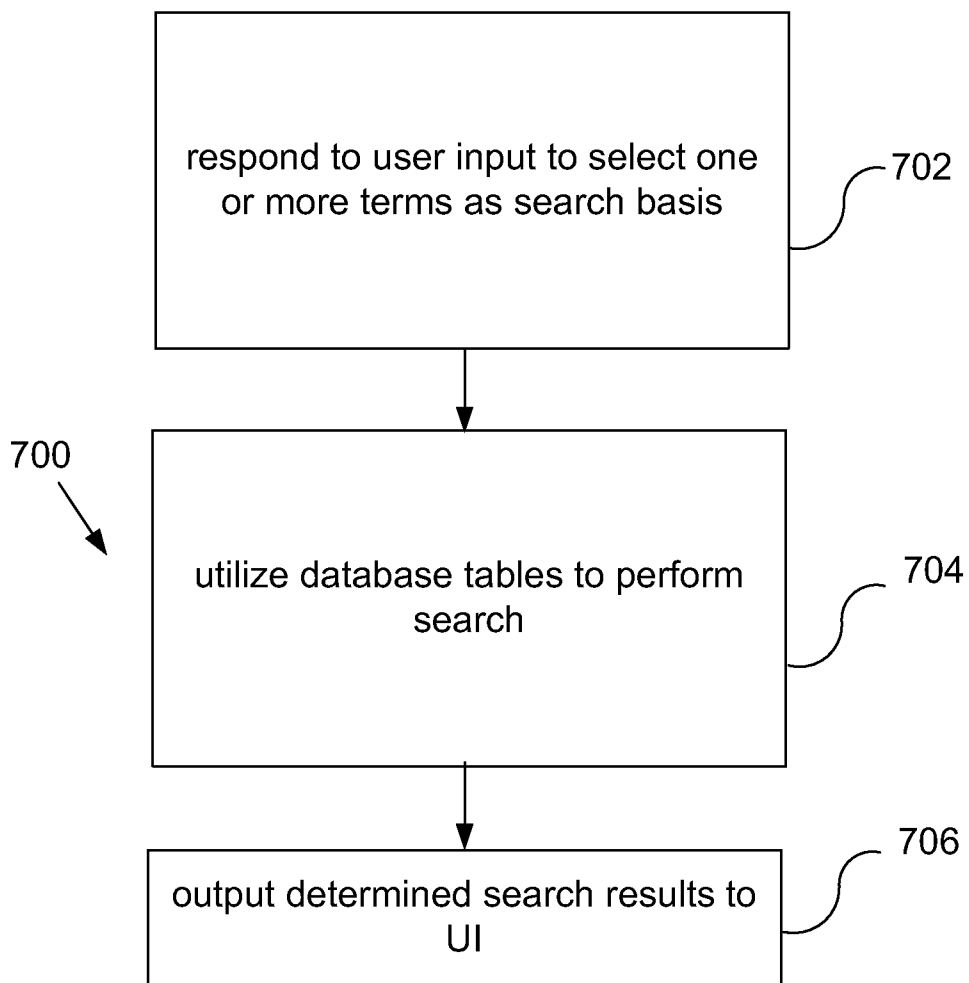 respond to user input to select one
or more terms as search basis
702
700
utilize database tables to perform
search
704
output determined search results to
UI
706